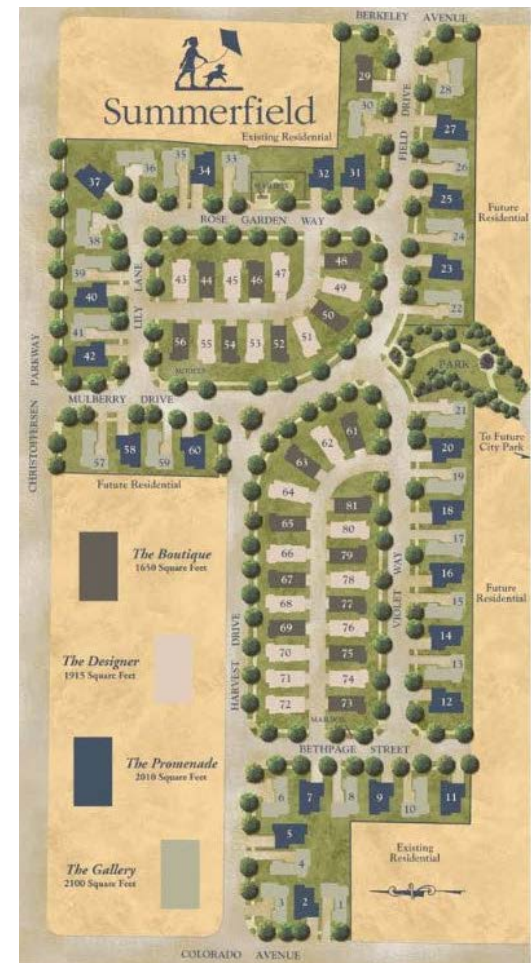 BERKELEY AVENUE
Summerfield
Existing Residential
29
28
30
FIELD DRIVE
27
26
25
Future
Residential
24
23
22
37
36
35
34
33
32
31
ROSE GARDEN WAY
38
39
40
41
42
LILY LANE
43
44
45
46
47
48
49
50
56
55
54
53
52
51
MODELS
PARK
CHRISTOFFERSEN PARKWAY
MULBERRY DRIVE
57
58
59
60
Future Residential
21
To Future
City Park
20
19
18
17
16
15
14
13
12
Future
Residential
VIOLET WAY
61
62
63
64
65
66
67
68
69
70
71
72
81
80
79
78
77
76
75
74
73
HARVEST DRIVE
The Boutique
1650 Square Feet
The Designer
1915 Square Feet
The Promenade
2010 Square Feet
The Gallery
2100 Square Feet
BETHPAGE STREET
6
7
8
9
10
11
5
4
3
2
1
Existing
Residential
COLORADO AVENUE